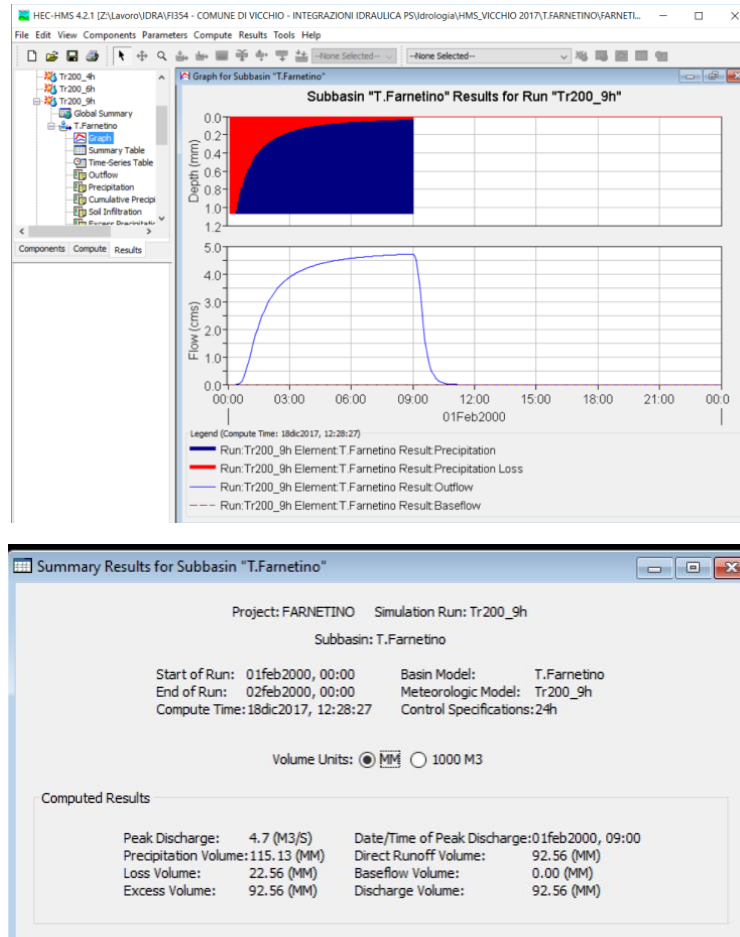 HEC-HMS 4.2.1 [Z:\Lavoro\IDRA\FI354 - COMUNE DI VICCHIO - INTEGRAZIONI IDRAULICA PS\Idrologia\HMS_VICCHIO 2017\T.FARNETINO\FARNETI...
File Edit View Components Parameters Compute Results Tools Help
--None Selected-- --None Selected--
Tr200_4h
Tr200_6h
Tr200_9h
Global Summary
T.Farnetino
Graph
Summary Table
Time-Series Table
Outflow
Precipitation
Cumulative Precipi
Soil Infiltration
Excess Precipitatic
Components Compute Results
Graph for Subbasin "T.Farnetino"
Subbasin "T.Farnetino" Results for Run "Tr200_9h"
Depth (mm)
0.0
0.2
0.4
0.6
0.8
1.0
1.2
Flow (cms)
5.0
4.0
3.0
2.0
1.0
0.0
00:00 03:00 06:00 09:00 12:00 15:00 18:00 21:00 00:0
01Feb2000
Legend (Compute Time: 18dic2017, 12:28:27)
Run:Tr200_9h Element:T.Farnetino Result:Precipitation
Run:Tr200_9h Element:T.Farnetino Result:Precipitation Loss
Run:Tr200_9h Element:T.Farnetino Result:Outflow
Run:Tr200_9h Element:T.Farnetino Result:Baseflow
Summary Results for Subbasin "T.Farnetino"
Project: FARNETINO Simulation Run: Tr200_9h
Subbasin: T.Farnetino
Start of Run: 01feb2000, 00:00 Basin Model: T.Farnetino
End of Run: 02feb2000, 00:00 Meteorologic Model: Tr200_9h
Compute Time:18dic2017, 12:28:27 Control Specifications:24h
Volume Units: MM 1000 M3
Computed Results
Peak Discharge: 4.7 (M3/S) Date/Time of Peak Discharge:01feb2000, 09:00
Precipitation Volume:115.13 (MM) Direct Runoff Volume: 92.56 (MM)
Loss Volume: 22.56 (MM) Baseflow Volume: 0.00 (MM)
Excess Volume: 92.56 (MM) Discharge Volume: 92.56 (MM)